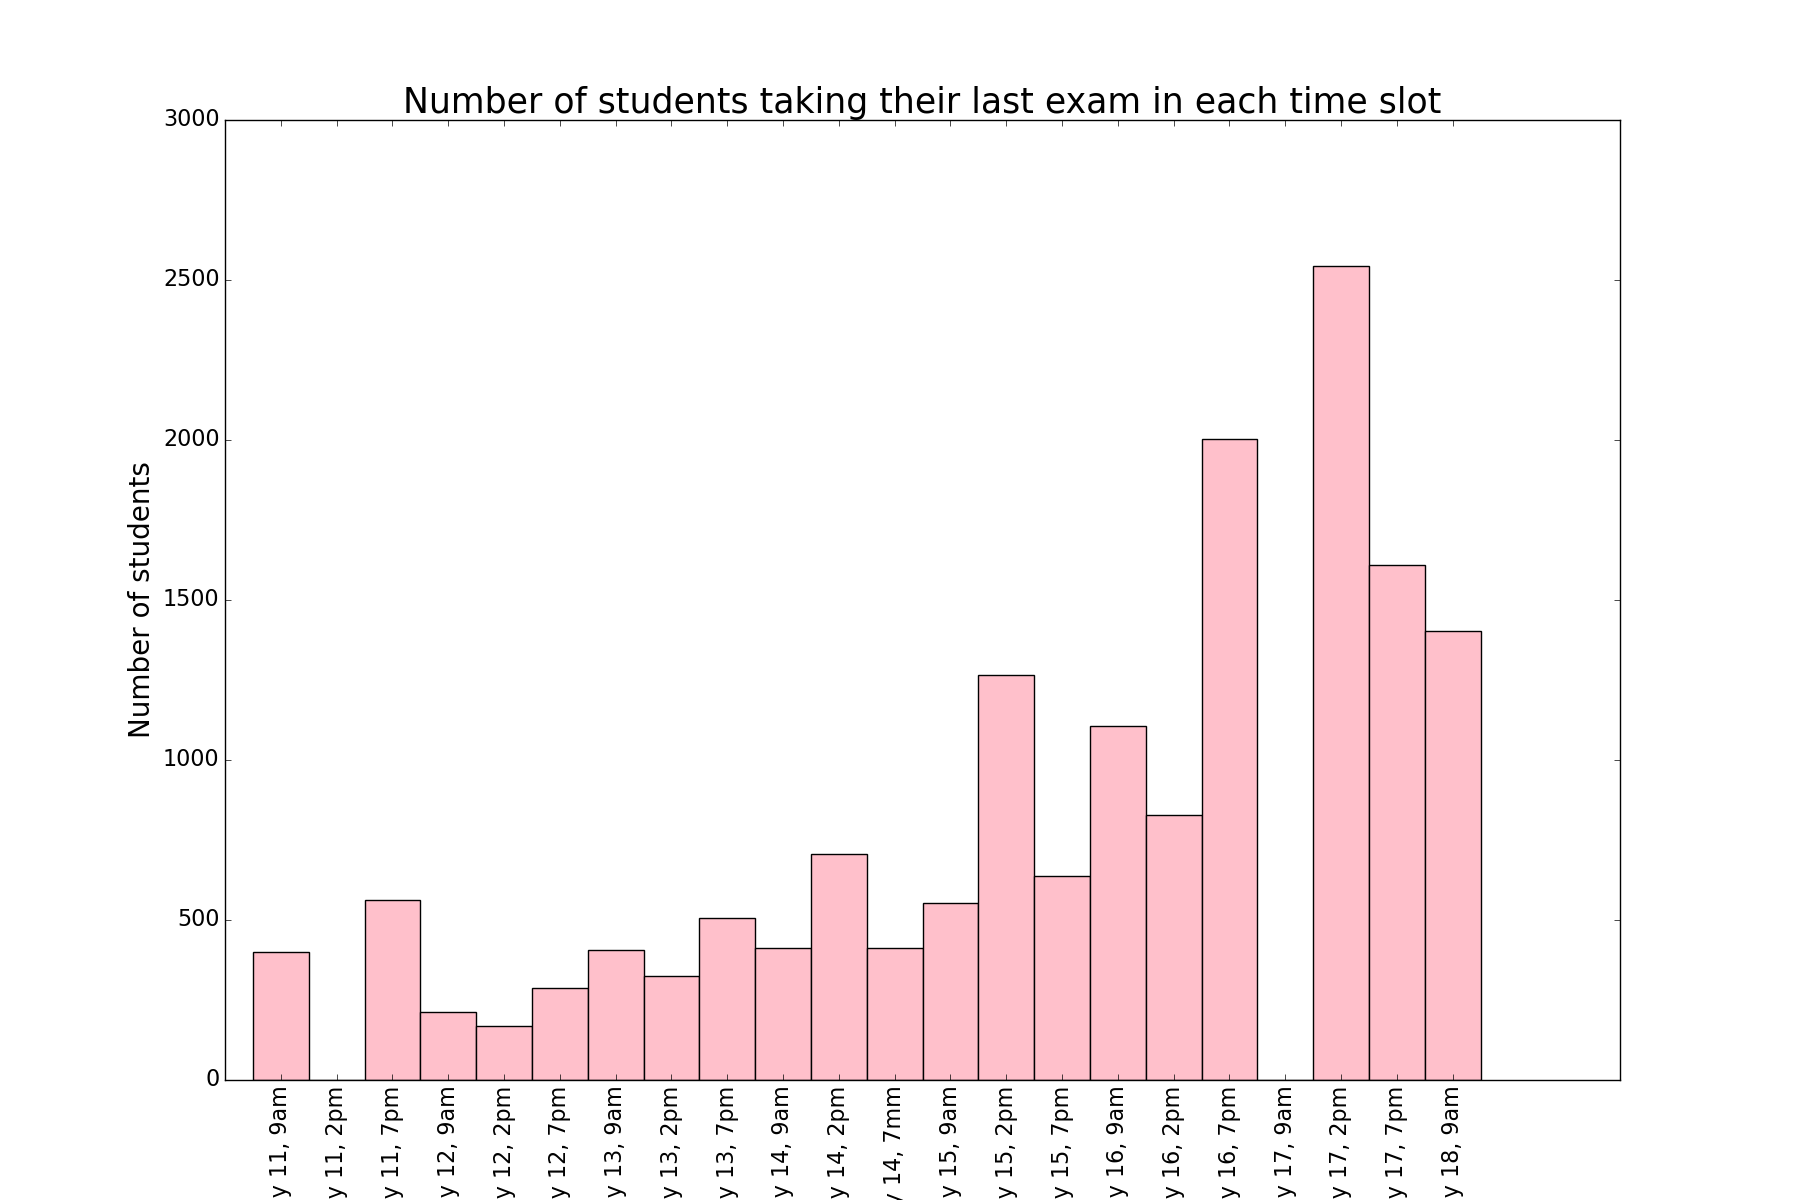 Number of students taking their last exam in each time slot
Number of students
3000
2500
2000
1500
1000
500
0
y 11, 9am
y 11, 2pm
y 11, 7pm
y 12, 9am
y 12, 2pm
y 12, 7pm
y 13, 9am
y 13, 2pm
y 13, 7pm
y 14, 9am
y 14, 2pm
y 14, 7mm
y 15, 9am
y 15, 2pm
y 15, 7pm
y 16, 9am
y 16, 2pm
y 16, 7pm
y 17, 9am
y 17, 2pm
y 17, 7pm
y 18, 9am